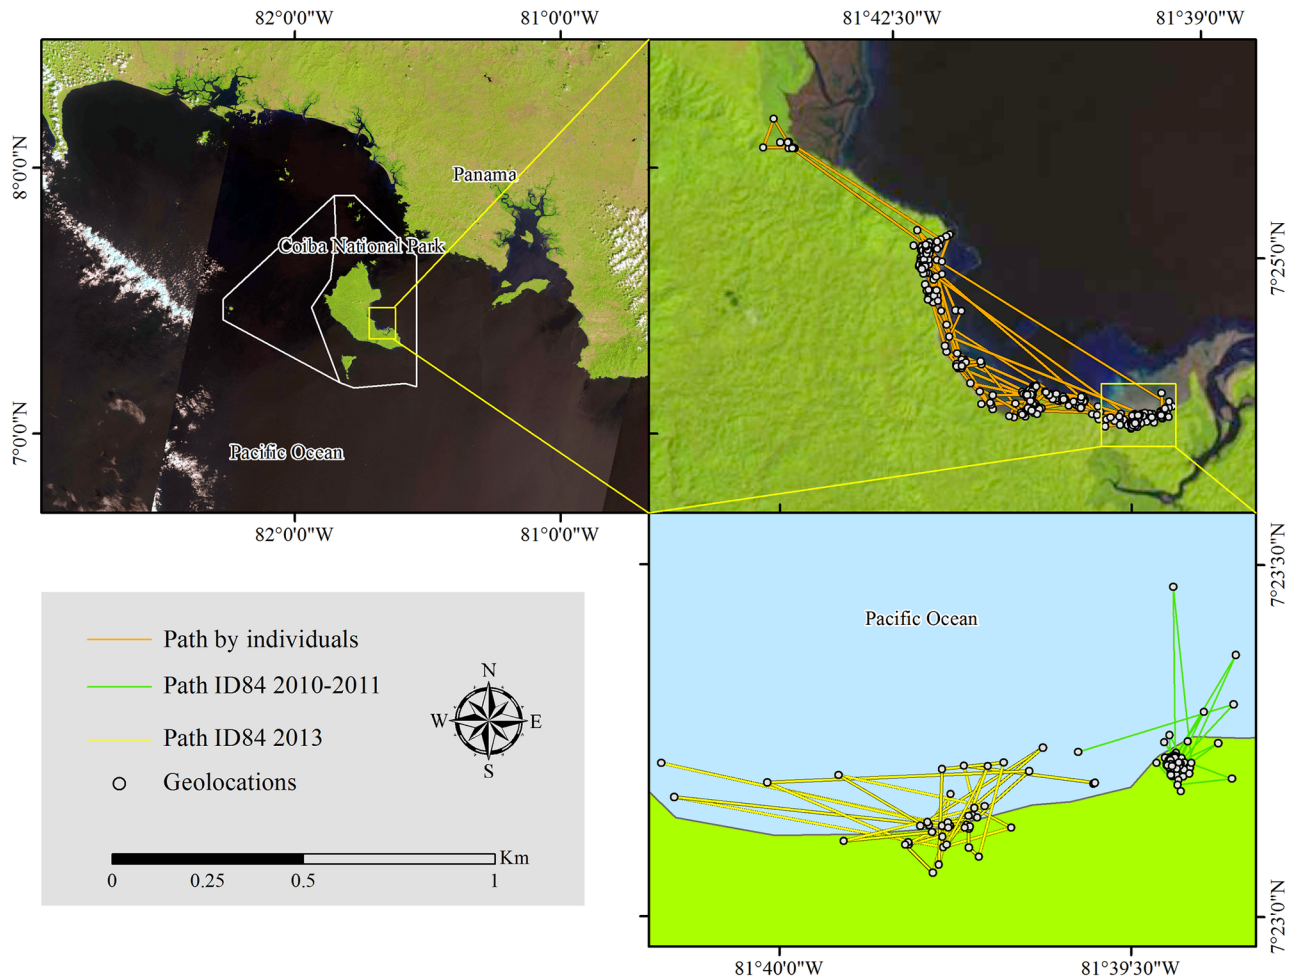 82°0'0"W
81°0'0"W
81°42'30"W
81°39'0"W
8°0'0"N
Panama
Coiba National Park
7°25'0"N
7°0'0"N
Pacific Ocean
82°0'0"W
81°0'0"W
7°23'30"N
Pacific Ocean
Path by individuals
Path ID84 2010-2011
Path ID84 2013
Geolocations
N
W
E
S
Km
0
0.25
0.5
1
7°23'0"N
81°40'0"W
81°39'30"W